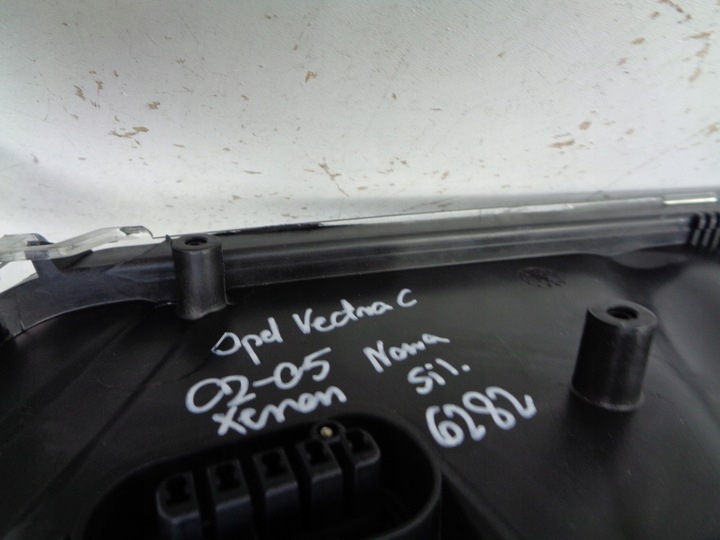 Opel Vectra C
02-05 Nowa
Xenon sil.
6282